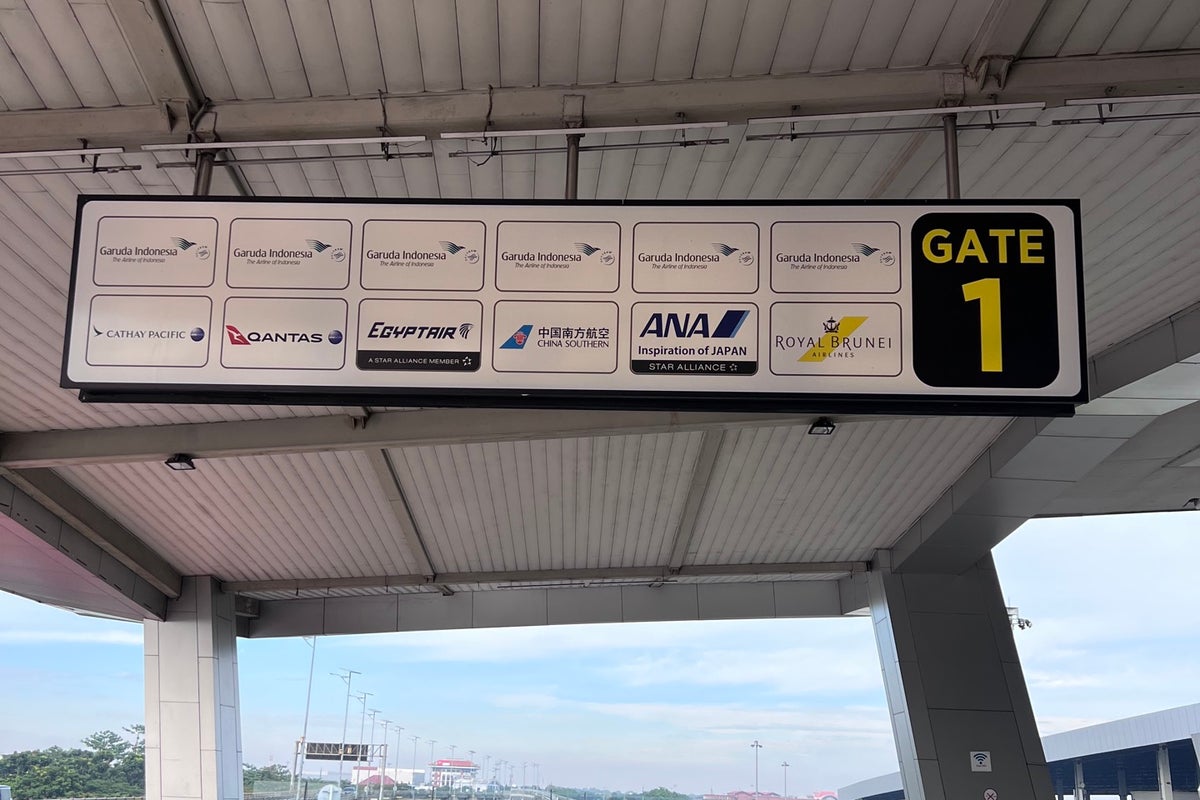 Garuda Indonesia
The Airline of Indonesia
Garuda Indonesia
The Airline of Indonesia
Garuda Indonesia
The Airline of Indonesia
Garuda Indonesia
The Airline of Indonesia
Garuda Indonesia
The Airline of Indonesia
Garuda Indonesia
The Airline of Indonesia
GATE
1
CATHAY PACIFIC
QANTAS
EGYPTAIR
A STAR ALLIANCE MEMBER
中国南方航空
CHINA SOUTHERN
ANA
Inspiration of JAPAN
STAR ALLIANCE
ROYAL BRUNEI
AIRLINES